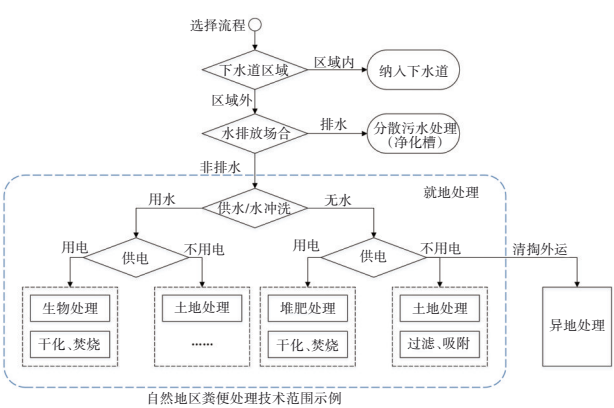 选择流程
下水道区域
区域内
纳入下水道
区域外
水排放场合
排水
分散污水处理
（净化槽）
非排水
就地处理
用水
供水/水冲洗
无水
用电
供电
不用电
用电
供电
不用电
清掏外运
生物处理
土地处理
堆肥处理
土地处理
异地处理
干化、焚烧
......
干化、焚烧
过滤、吸附
自然地区粪便处理技术范围示例